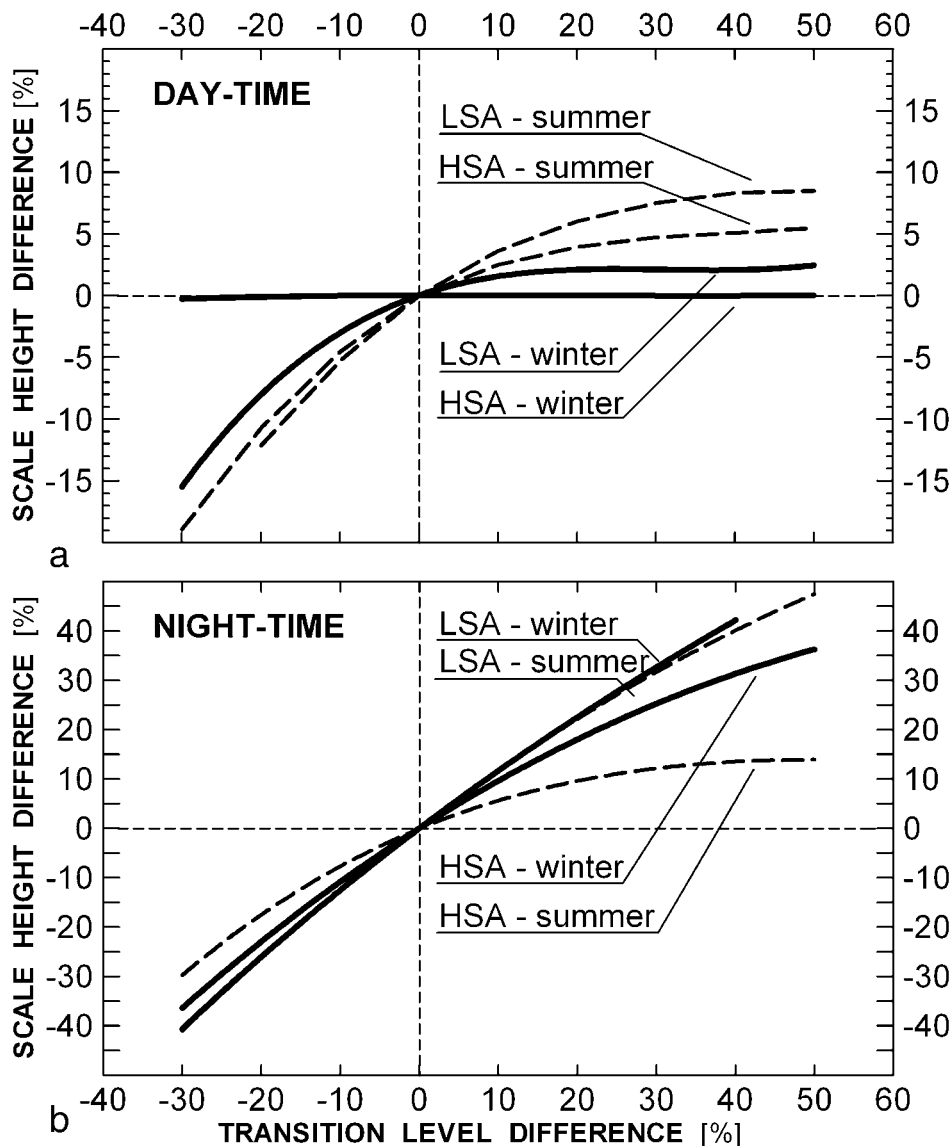 -40 -30 -20 -10 0 10 20 30 40 50 60
SCALE HEIGHT DIFFERENCE [%]
DAY-TIME
15 15
10 10
5 5
0 0
-5 -5
-10 -10
-15 -15
LSA - summer
HSA - summer
LSA - winter
HSA - winter
a
SCALE HEIGHT DIFFERENCE [%]
NIGHT-TIME
40 40
30 30
20 20
10 10
0 0
-10 -10
-20 -20
-30 -30
-40 -40
LSA - winter
LSA - summer
HSA - winter
HSA - summer
-40 -30 -20 -10 0 10 20 30 40 50 60
b
TRANSITION LEVEL DIFFERENCE [%]